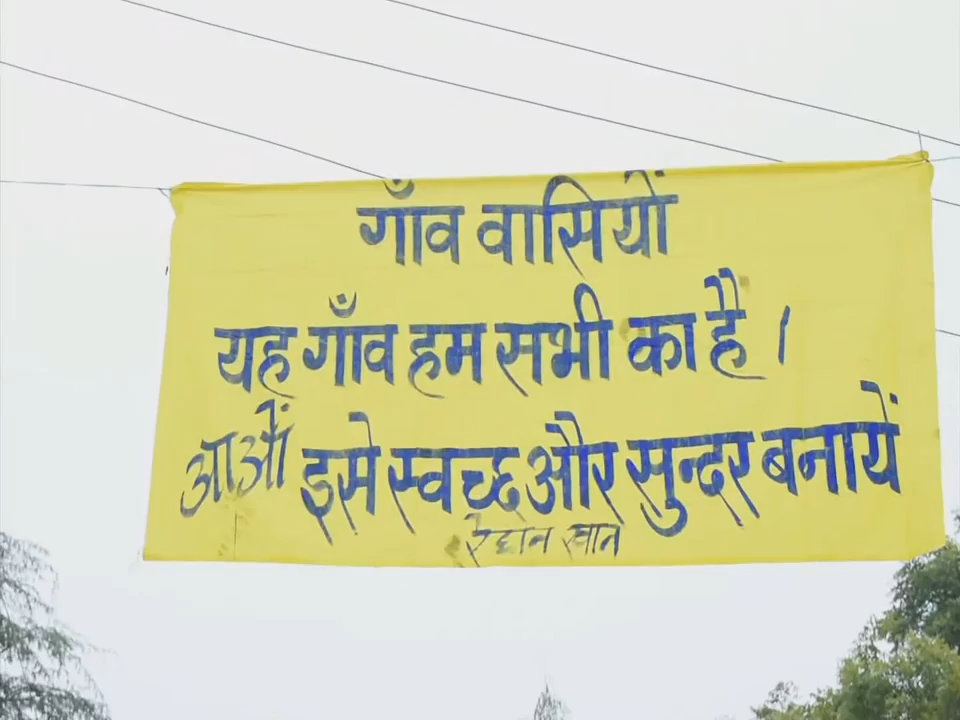 गाँव वासियों
यह गाँव हम सभी का है ।
आओं इसे स्वच्छ और सुन्दर बनायें
रेहान खान